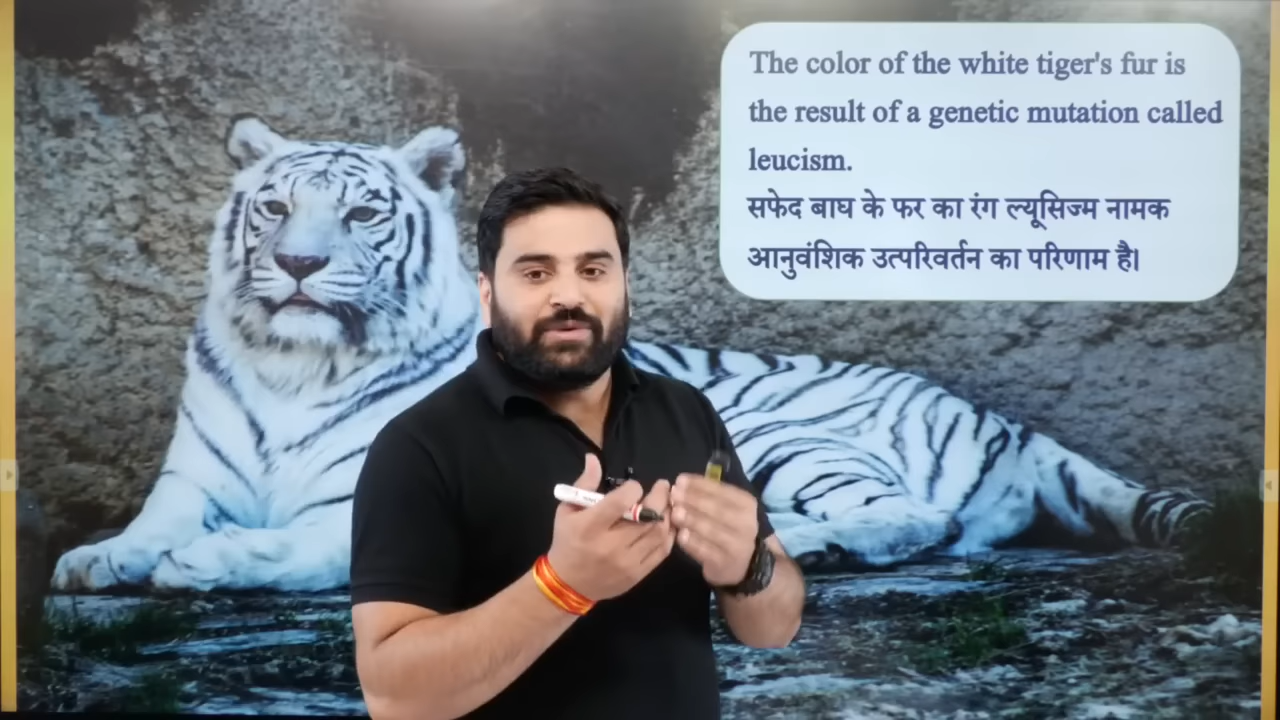 The color of the white tiger's fur is
the result of a genetic mutation called
leucism.
सफेद बाघ के फर का रंग ल्यूसिज्म नामक
आनुवंशिक उत्परिवर्तन का परिणाम है।